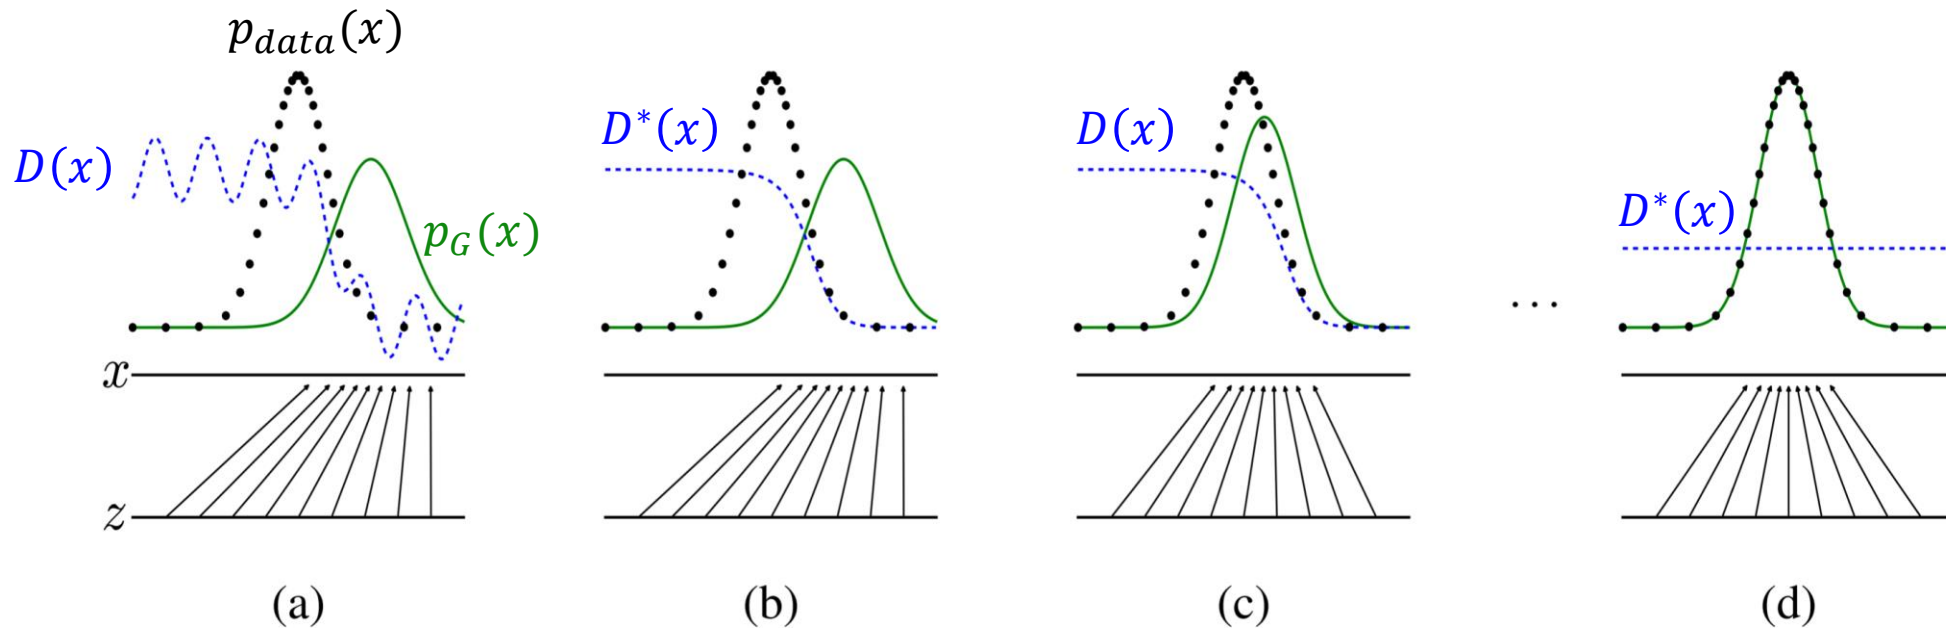 p_data(x)
D(x)
p_G(x)
x
z
(a)
D*(x)
(b)
D(x)
(c)
...
D*(x)
(d)